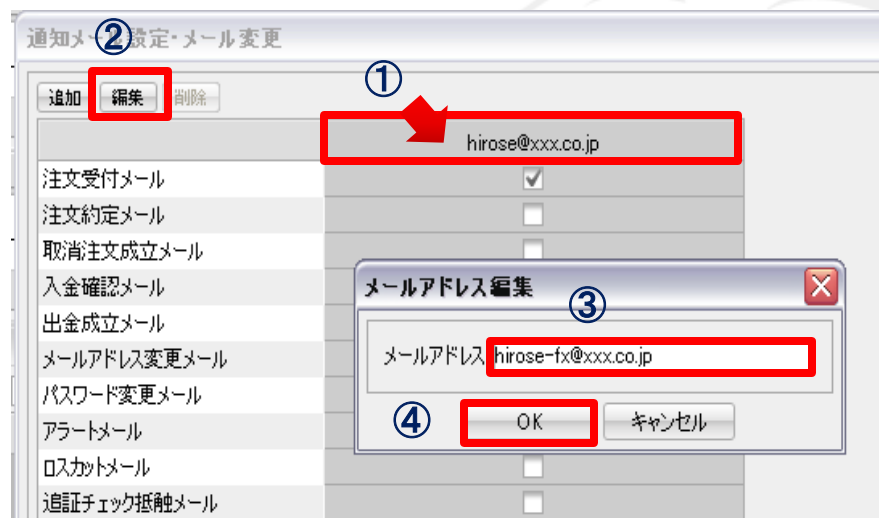 通知メール設定・メール変更
②
①
追加 編集 削除
hirose@xxx.co.jp
注文受付メール
注文約定メール
取消注文成立メール
入金確認メール
出金成立メール
メールアドレス変更メール
パスワード変更メール
アラートメール
ロスカットメール
追証チェック抵触メール
メールアドレス編集
③
メールアドレス hirose-fx@xxx.co.jp
④
OK キャンセル